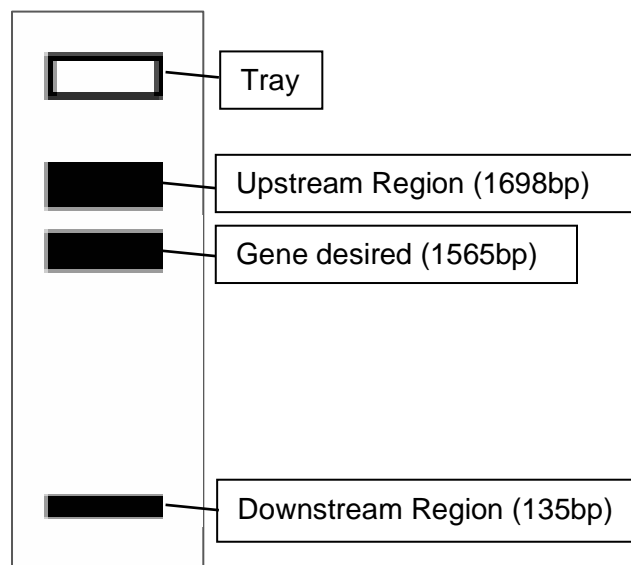 Tray
Upstream Region (1698bp)
Gene desired (1565bp)
Downstream Region (135bp)